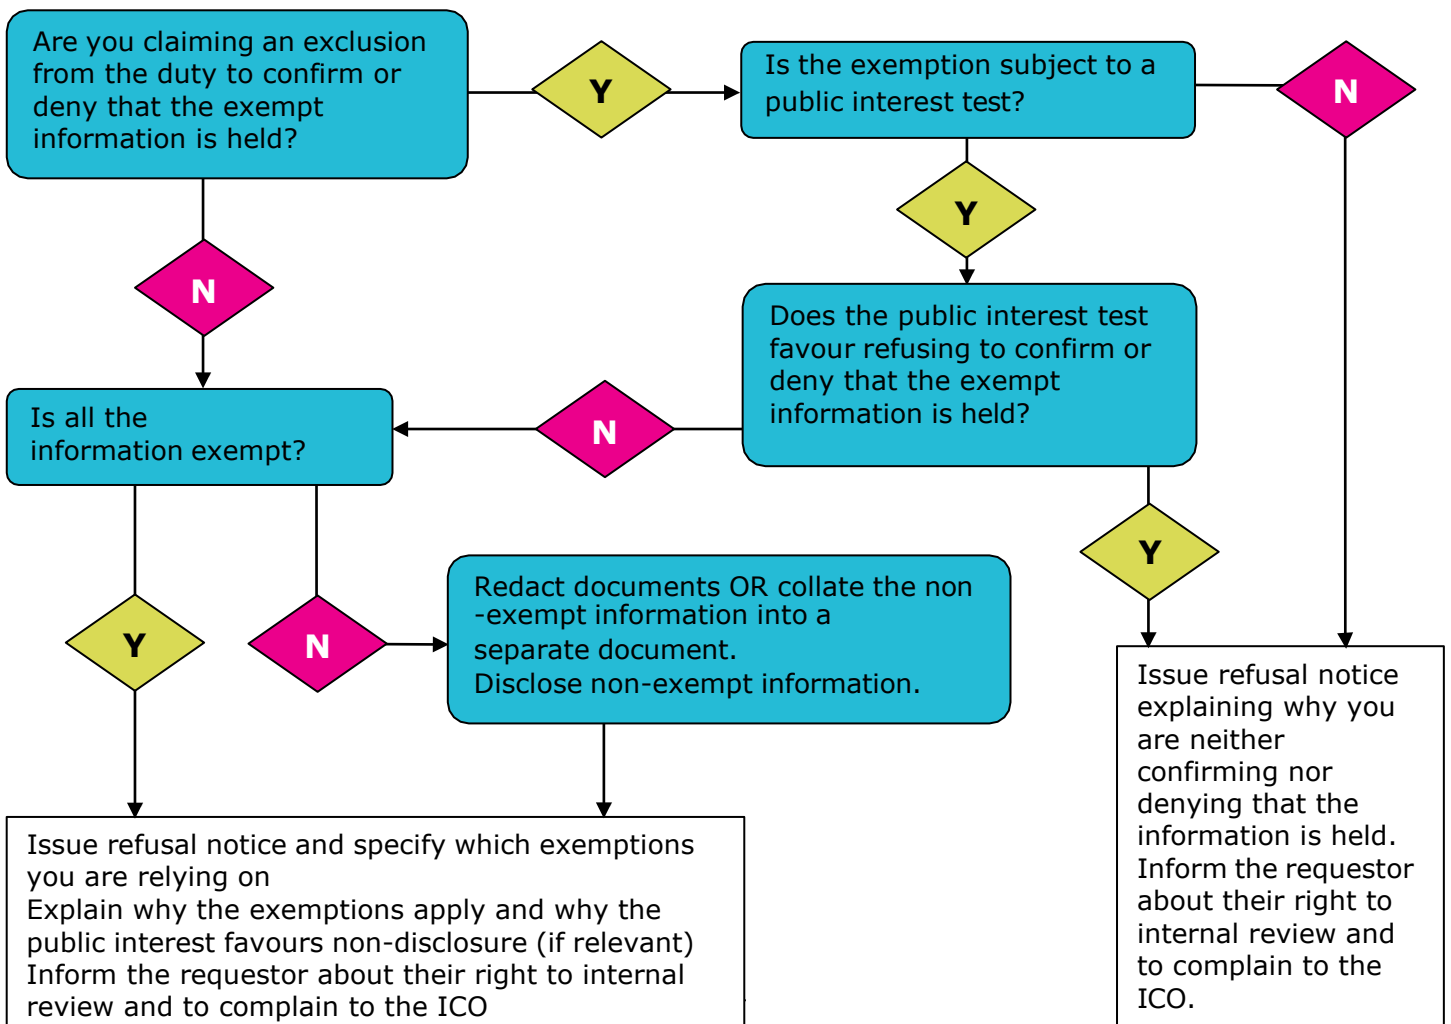 Are you claiming an exclusion
from the duty to confirm or
deny that the exempt
information is held?
Y
Is the exemption subject to a
public interest test?
N
Y
N
Does the public interest test
favour refusing to confirm or
deny that the exempt
information is held?
N
Is all the
information exempt?
Y
Y
N
Redact documents OR collate the non
-exempt information into a
separate document.
Disclose non-exempt information.
Issue refusal notice and specify which exemptions
you are relying on
Explain why the exemptions apply and why the
public interest favours non-disclosure (if relevant)
Inform the requestor about their right to internal
review and to complain to the ICO
Issue refusal notice
explaining why you
are neither
confirming nor
denying that the
information is held.
Inform the requestor
about their right to
internal review and
to complain to the
ICO.